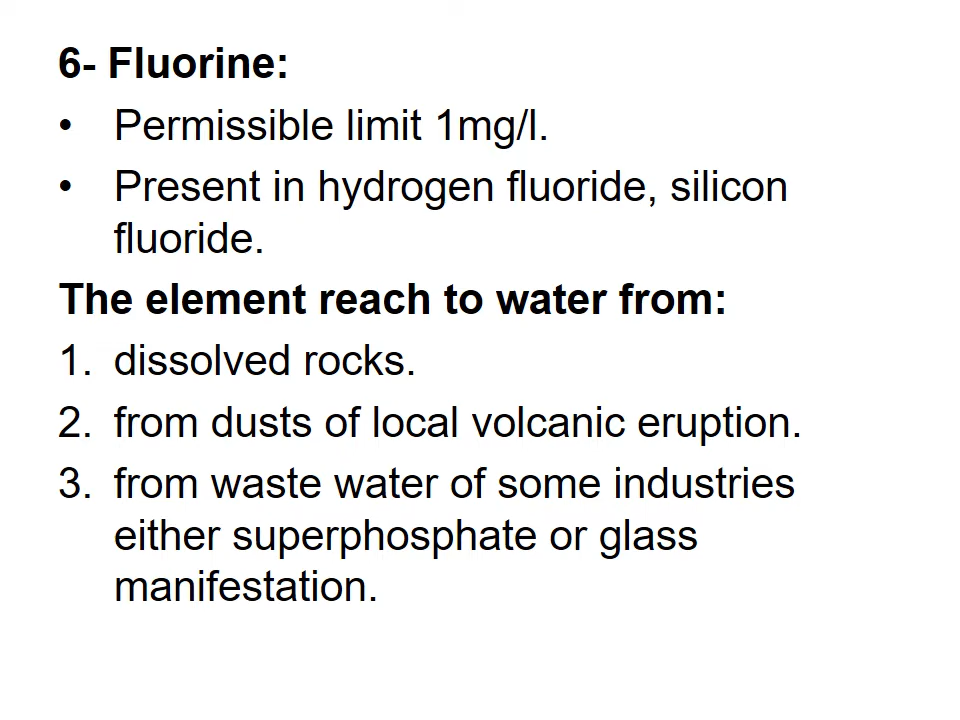 6- Fluorine:
• Permissible limit 1mg/l.
• Present in hydrogen fluoride, silicon
fluoride.
The element reach to water from:
1. dissolved rocks.
2. from dusts of local volcanic eruption.
3. from waste water of some industries
either superphosphate or glass
manifestation.